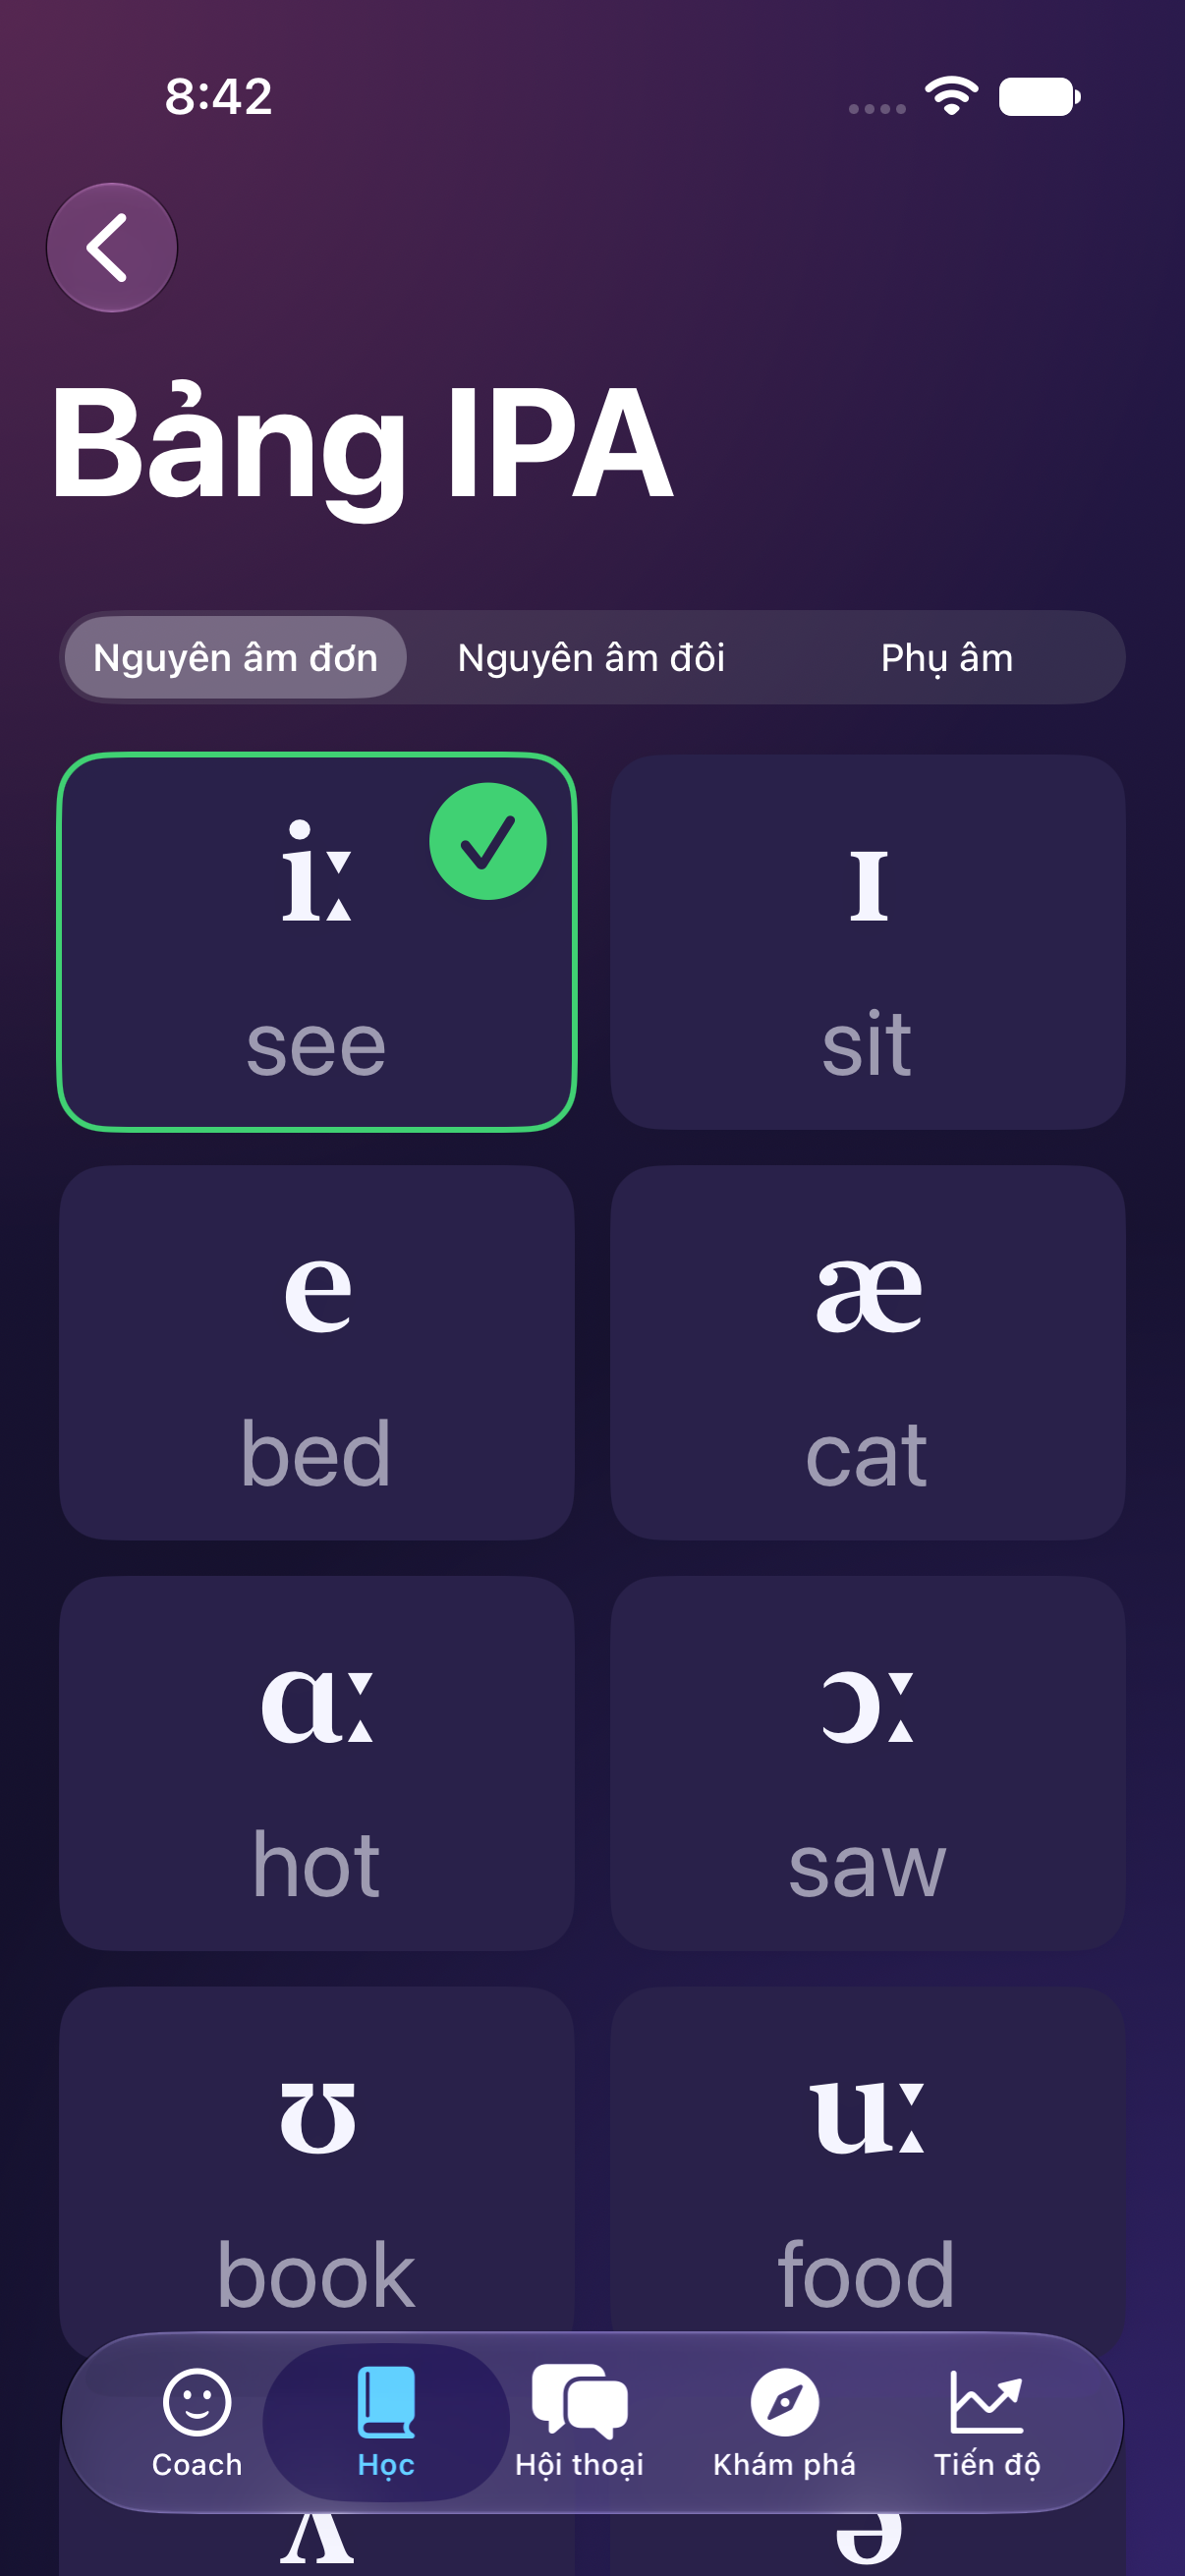 8:42
Bảng IPA
Nguyên âm đơn Nguyên âm đôi Phụ âm
iː ɪ
see sit
e æ
bed cat
ɑː ɔː
hot saw
ʊ uː
book food
Coach Học Hội thoại Khám phá Tiến độ
ʌ ə